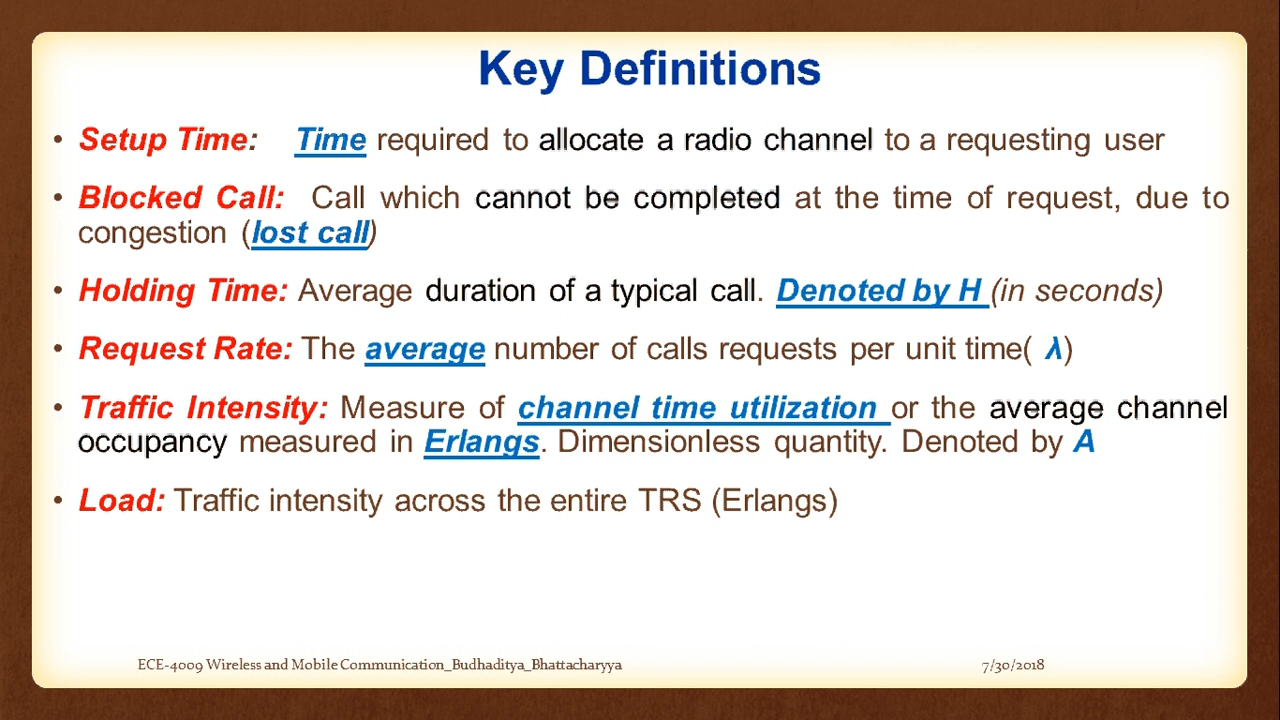 Key Definitions
• Setup Time: Time required to allocate a radio channel to a requesting user
• Blocked Call: Call which cannot be completed at the time of request, due to
congestion (lost call)
• Holding Time: Average duration of a typical call. Denoted by H (in seconds)
• Request Rate: The average number of calls requests per unit time( λ)
• Traffic Intensity: Measure of channel time utilization or the average channel
occupancy measured in Erlangs. Dimensionless quantity. Denoted by A
• Load: Traffic intensity across the entire TRS (Erlangs)
ECE-4009 Wireless and Mobile Communication_Budhaditya_Bhattacharyya 7/30/2018